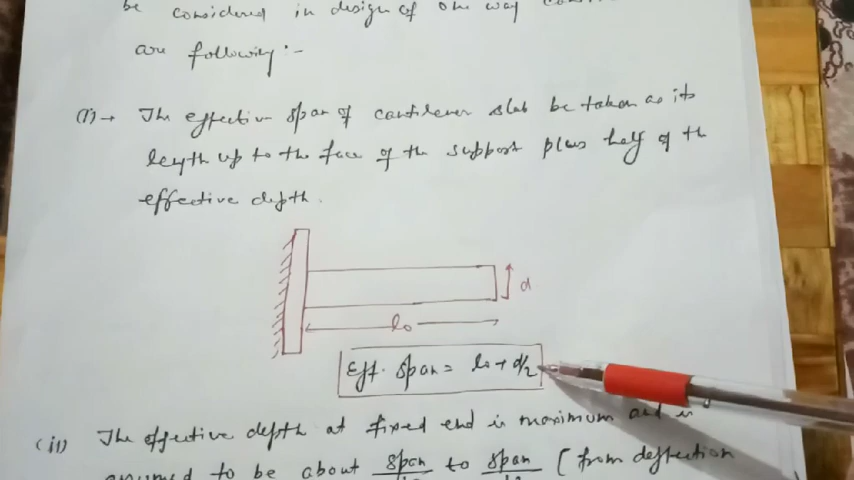 be considered in design of one way
are following:-
(i)→ The effective span of cantilever slab be taken as its
length up to the face of the support plus half of the
effective depth.
d
lo
Eff. span = lo + d/2
(ii) The effective depth at fixed end is maximum and is
assumed to be about span to span (from deflection